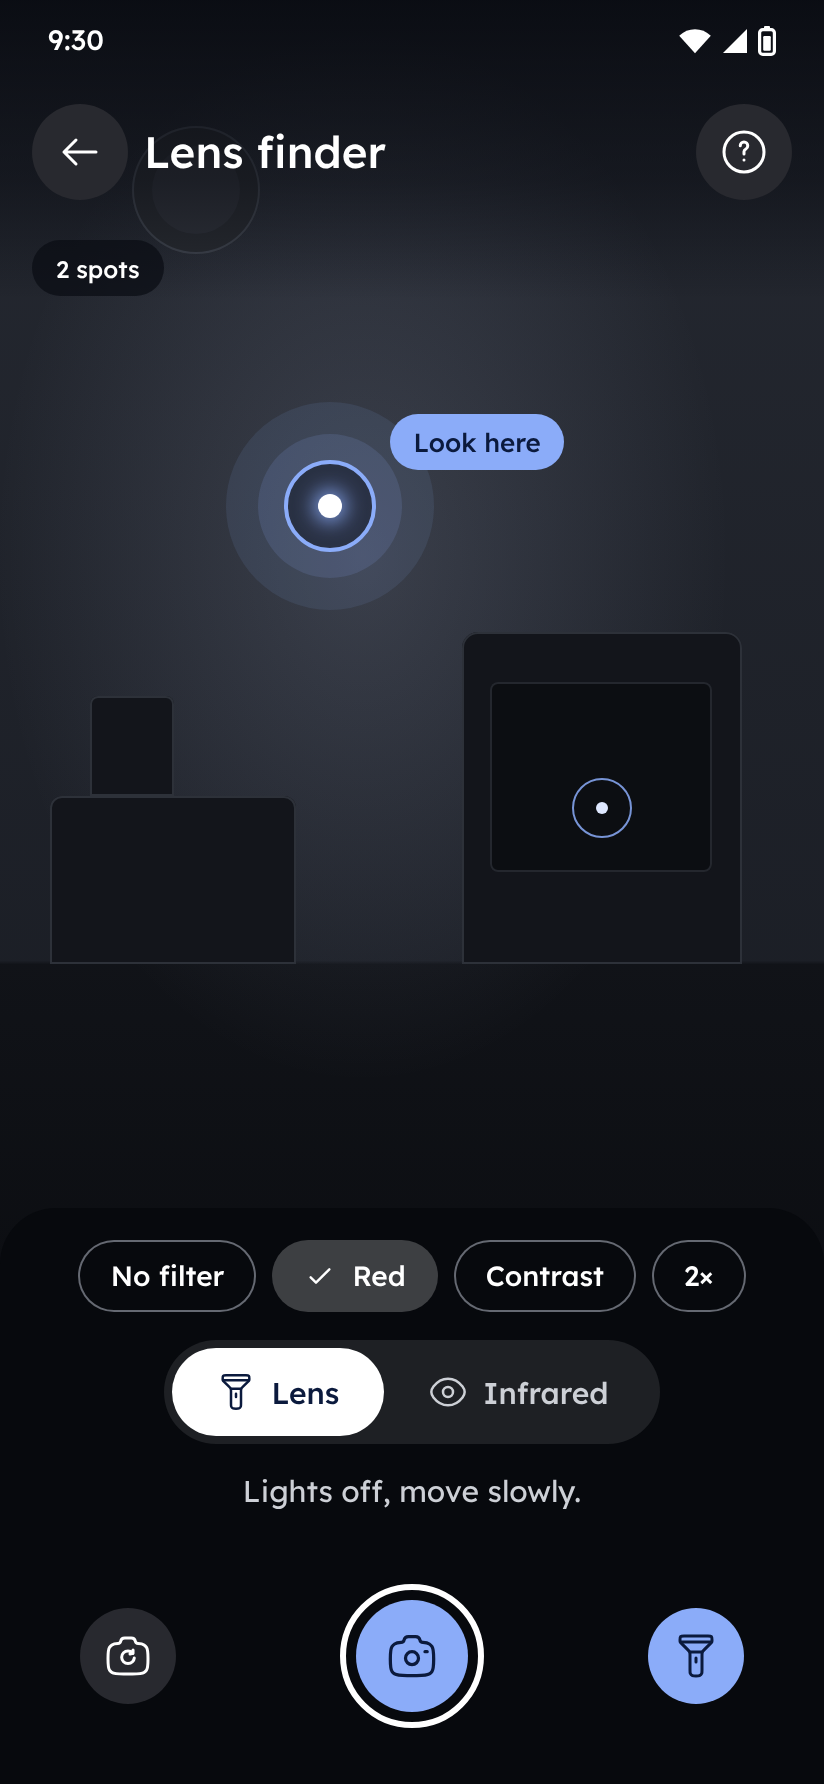 9:30
Lens finder
2 spots
Look here
No filter
Red
Contrast
2×
Lens
Infrared
Lights off, move slowly.